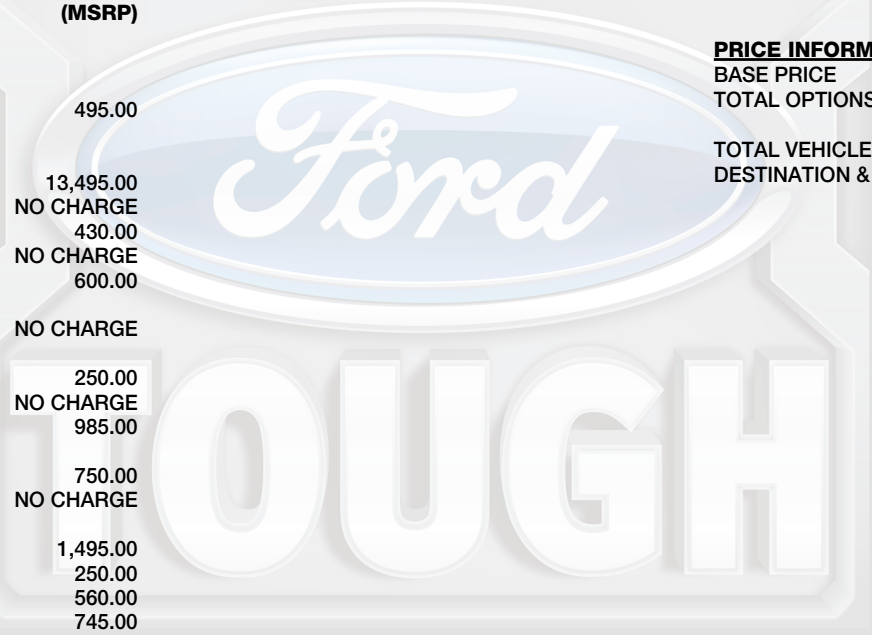 (MSRP)
495.00
13,495.00
NO CHARGE
430.00
NO CHARGE
600.00
NO CHARGE
250.00
NO CHARGE
985.00
750.00
NO CHARGE
1,495.00
250.00
560.00
745.00
PRICE INFORM
BASE PRICE
TOTAL OPTIONS
TOTAL VEHICLE
DESTINATION &
Ford
TOUGH